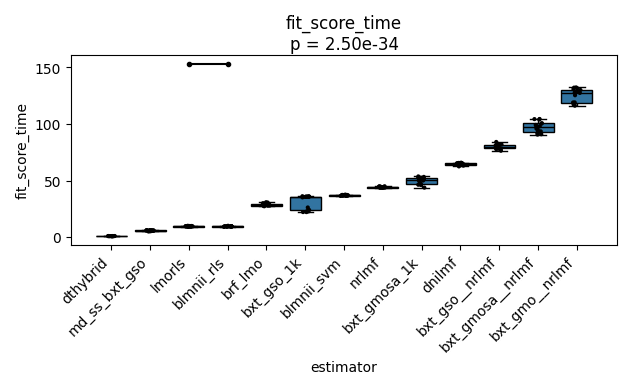 fit_score_time
p = 2.50e-34
fit_score_time
150
100
50
0
dthybrid
md_ss_bxt_gso
lmorls
blmnii_rls
brf_lmo
bxt_gso_1k
blmnii_svm
nrlmf
bxt_gmosa_1k
dnilmf
bxt_gso__nrlmf
bxt_gmosa__nrlmf
bxt_gmo__nrlmf
estimator